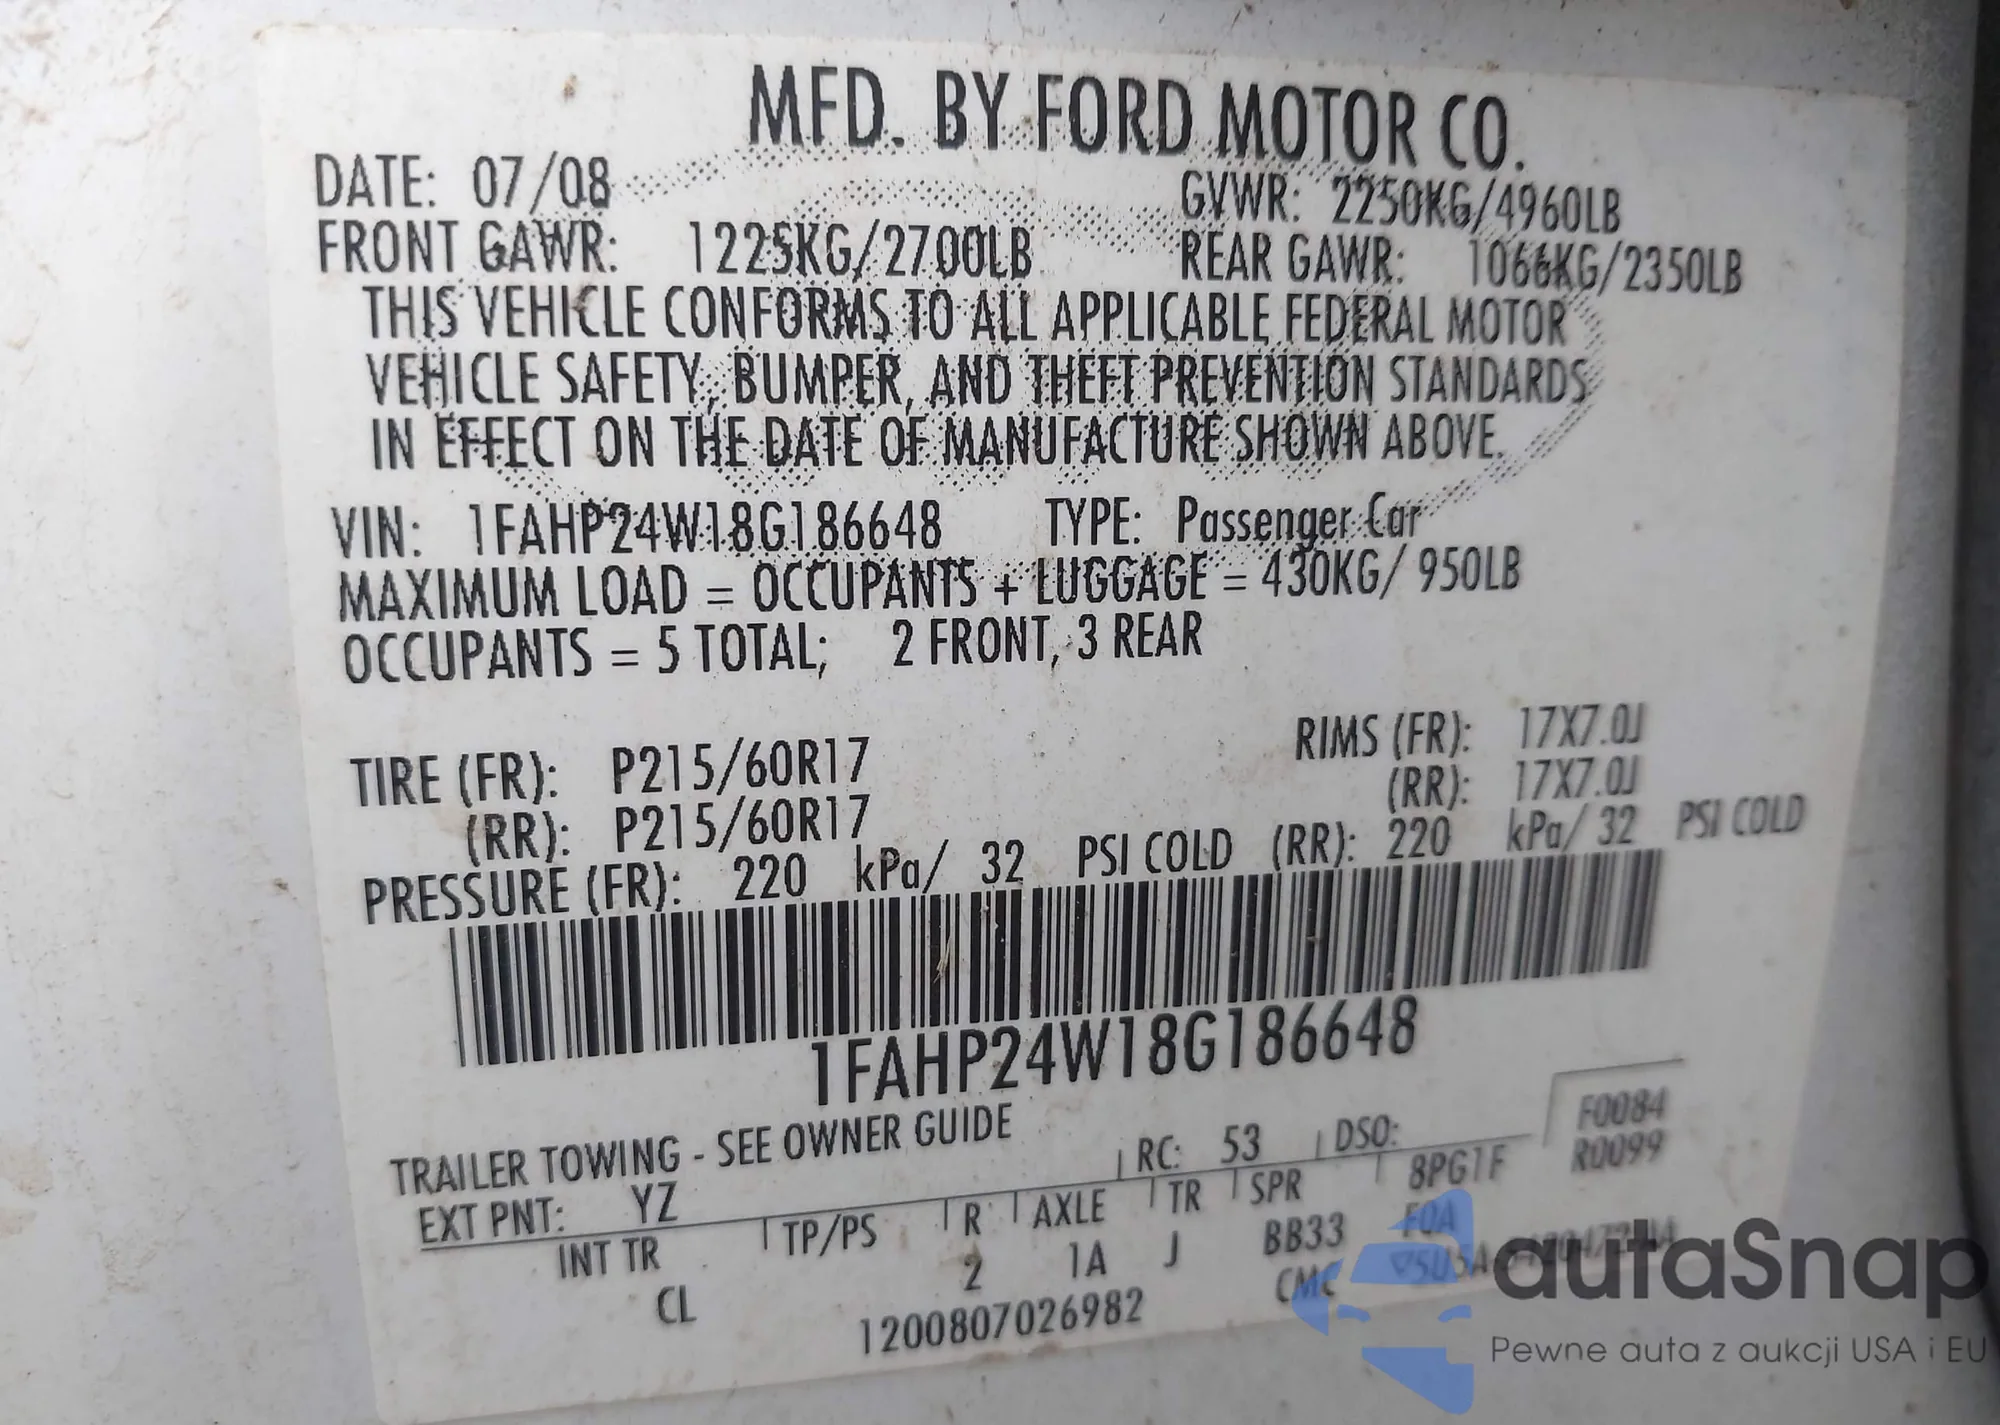 MFD. BY FORD MOTOR CO.
DATE: 07/08 GVWR: 2250KG/4960LB
FRONT GAWR: 1225KG/2700LB REAR GAWR: 1066KG/2350LB
THIS VEHICLE CONFORMS TO ALL APPLICABLE FEDERAL MOTOR
VEHICLE SAFETY, BUMPER, AND THEFT PREVENTION STANDARDS
IN EFFECT ON THE DATE OF MANUFACTURE SHOWN ABOVE.
VIN: 1FAHP24W18G186648 TYPE: Passenger Car
MAXIMUM LOAD = OCCUPANTS + LUGGAGE = 430KG/ 950LB
OCCUPANTS = 5 TOTAL; 2 FRONT, 3 REAR
TIRE (FR): P215/60R17 RIMS (FR): 17X7.0J
(RR): P215/60R17 (RR): 17X7.0J
PRESSURE (FR): 220 kPa/ 32 PSI COLD (RR): 220 kPa/ 32 PSI COLD
1FAHP24W18G186648
TRAILER TOWING - SEE OWNER GUIDE
F0084
R0099
EXT PNT: YZ RC: 53 DSO:
INT TR TP/PS R AXLE TR SPR 8PG1F
CL 2 1A J BB33 F0A
1200807026982 CMC
autaSnap
Pewne auta z aukcji USA i EU